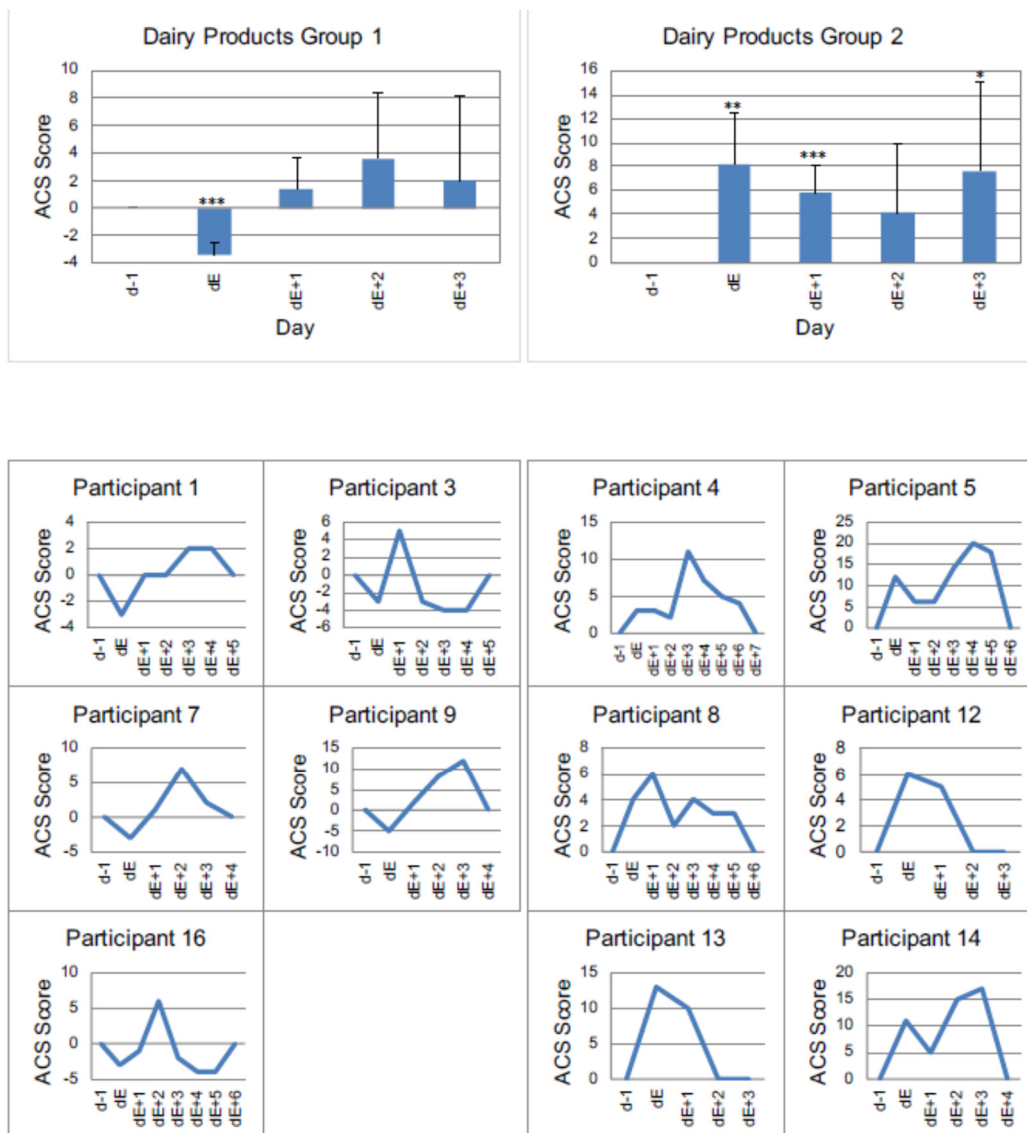 Dairy Products Group 1
ACS Score
10
8
6
4
2
0
-2
-4
***
d-1
dE
dE+1
dE+2
dE+3
Day
Dairy Products Group 2
ACS Score
16
14
12
10
8
6
4
2
0
**
***
*
d-1
dE
dE+1
dE+2
dE+3
Day
Participant 1
ACS Score
4
2
0
-2
-4
d-1
dE
dE+1
dE+2
dE+3
dE+4
dE+5
Participant 3
ACS Score
6
4
2
0
-2
-4
-6
d-1
dE
dE+1
dE+2
dE+3
dE+4
dE+5
Participant 4
ACS Score
15
10
5
0
d-1
dE
dE+1
dE+2
dE+3
dE+4
dE+5
dE+6
dE+7
Participant 5
ACS Score
25
20
15
10
5
0
d-1
dE
dE+1
dE+2
dE+3
dE+4
dE+5
dE+6
Participant 7
ACS Score
10
5
0
-5
d-1
dE
dE+1
dE+2
dE+3
dE+4
Participant 9
ACS Score
15
10
5
0
-5
-10
d-1
dE
dE+1
dE+2
dE+3
dE+4
Participant 8
ACS Score
8
6
4
2
0
d-1
dE
dE+1
dE+2
dE+3
dE+4
dE+5
dE+6
Participant 12
ACS Score
8
6
4
2
0
d-1
dE
dE+1
dE+2
dE+3
Participant 16
ACS Score
10
5
0
-5
d-1
dE
dE+1
dE+2
dE+3
dE+4
dE+5
dE+6
Participant 13
ACS Score
15
10
5
0
d-1
dE
dE+1
dE+2
dE+3
Participant 14
ACS Score
20
15
10
5
0
d-1
dE
dE+1
dE+2
dE+3
dE+4